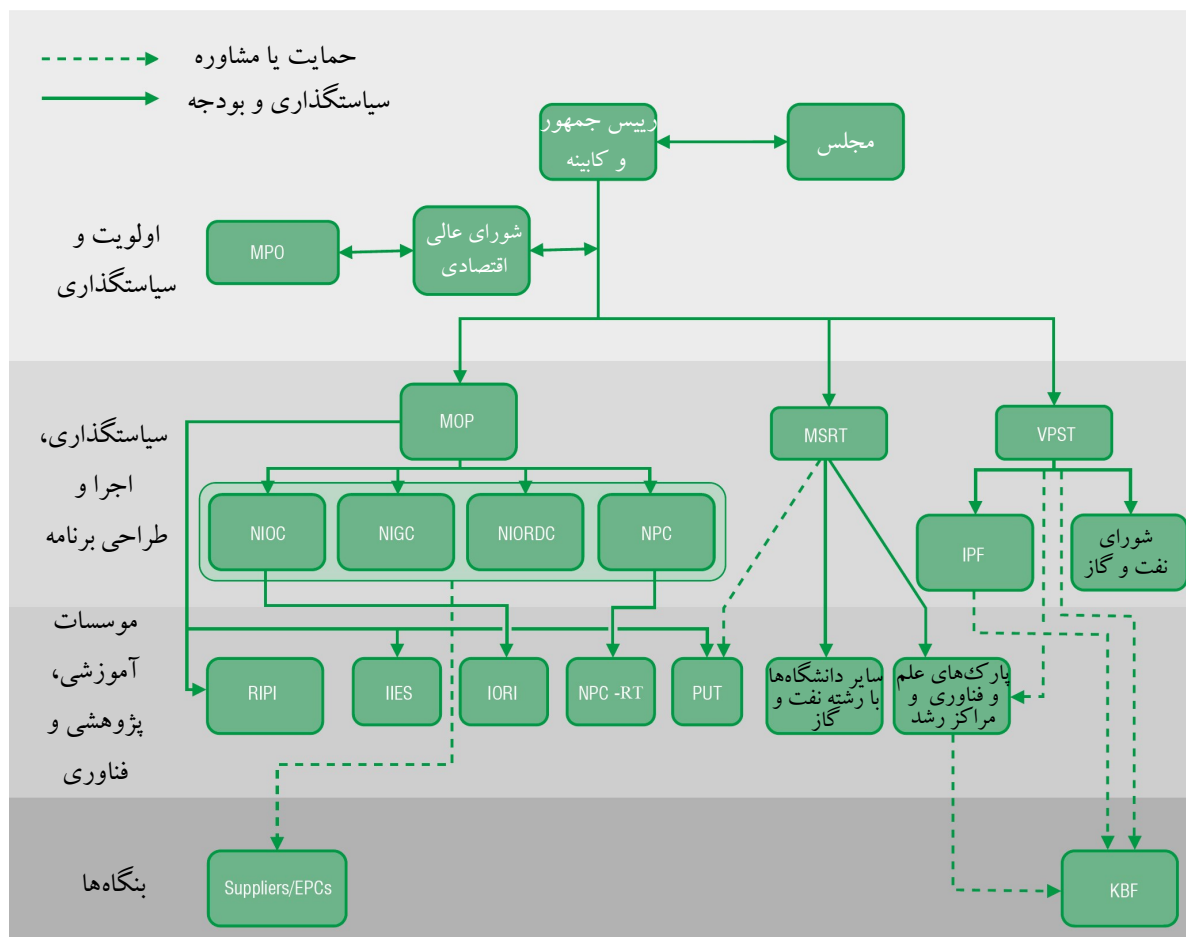 حمایت یا مشاوره
سیاستگذاری و بودجه
رییس جمهور
و کابینه
مجلس
اولویت و
سیاستگذاری
شورای عالی
اقتصادی
MPO
سیاستگذاری،
اجرا و
طراحی برنامه
MOP
MSRT
VPST
NIOC
NIGC
NIORDC
NPC
IPF
شورای
نفت و گاز
موسسات
آموزشی،
پژوهشی و
فناوری
RIPI
IIES
IORI
NPC -RT
PUT
سایر دانشگاه‌ها
با رشته نفت و
گاز
پارک‌های علم
و فناوری و
مراکز رشد
بنگاه‌ها
Suppliers/EPCs
KBF